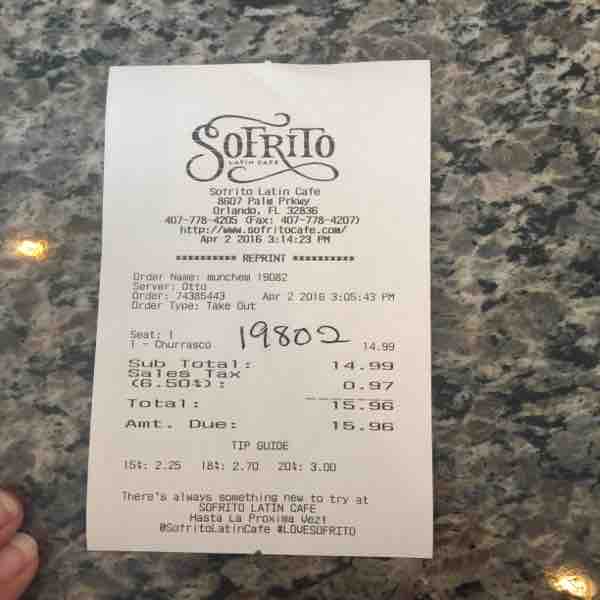 SOFRITO
LATIN CAFE
Sofrito Latin Cafe
8607 Palm Prkwy
Orlando, FL 32836
407-778-4205 (Fax: 407-778-4207)
http://www.sofritocafe.com/
Apr 2 2016 3:14:23 PM
********** REPRINT **********
Order Name: munchem 19082
Server: Otto
Order: 74385443 Apr 2 2016 3:05:43 PM
Order Type: Take Out
19802
Seat: 1
1 - Churrasco 14.99
Sub Total: 14.99
Sales Tax
(6.50%): 0.97
Total: 15.96
Amt. Due: 15.96
TIP GUIDE
15%: 2.25 18%: 2.70 20%: 3.00
There's always something new to try at
SOFRITO LATIN CAFE
Hasta La Proxima Vez!
@SofritoLatinCafe #LOVESOFRITO